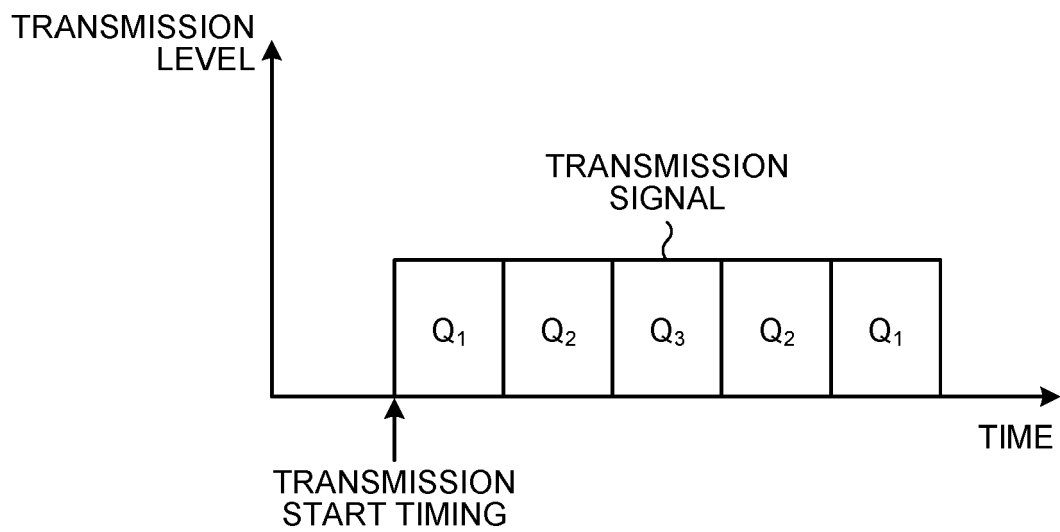 TRANSMISSION
LEVEL
TRANSMISSION
SIGNAL
Q₁ Q₂ Q₃ Q₂ Q₁
TIME
TRANSMISSION
START TIMING